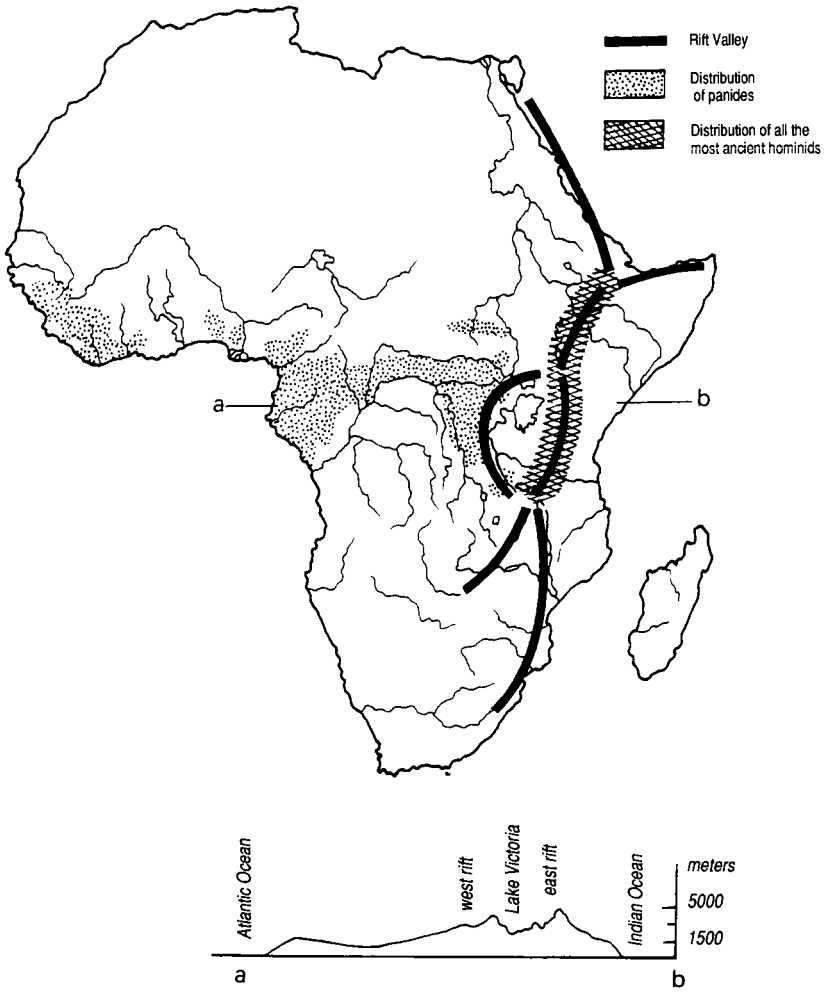 Rift Valley
Distribution
of panides
Distribution of all the
most ancient hominids
a
b
Atlantic Ocean
west rift
Lake Victoria
east rift
Indian Ocean
meters
5000
1500
a
b